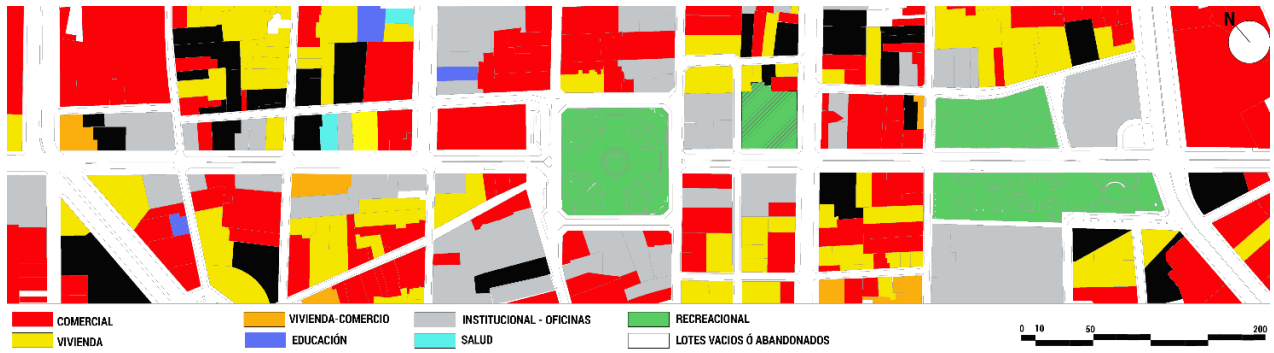 N
COMERCIAL
VIVIENDA
VIVIENDA-COMERCIO
EDUCACIÓN
INSTITUCIONAL - OFICINAS
SALUD
RECREACIONAL
LOTES VACIOS Ó ABANDONADOS
0 10 50 200